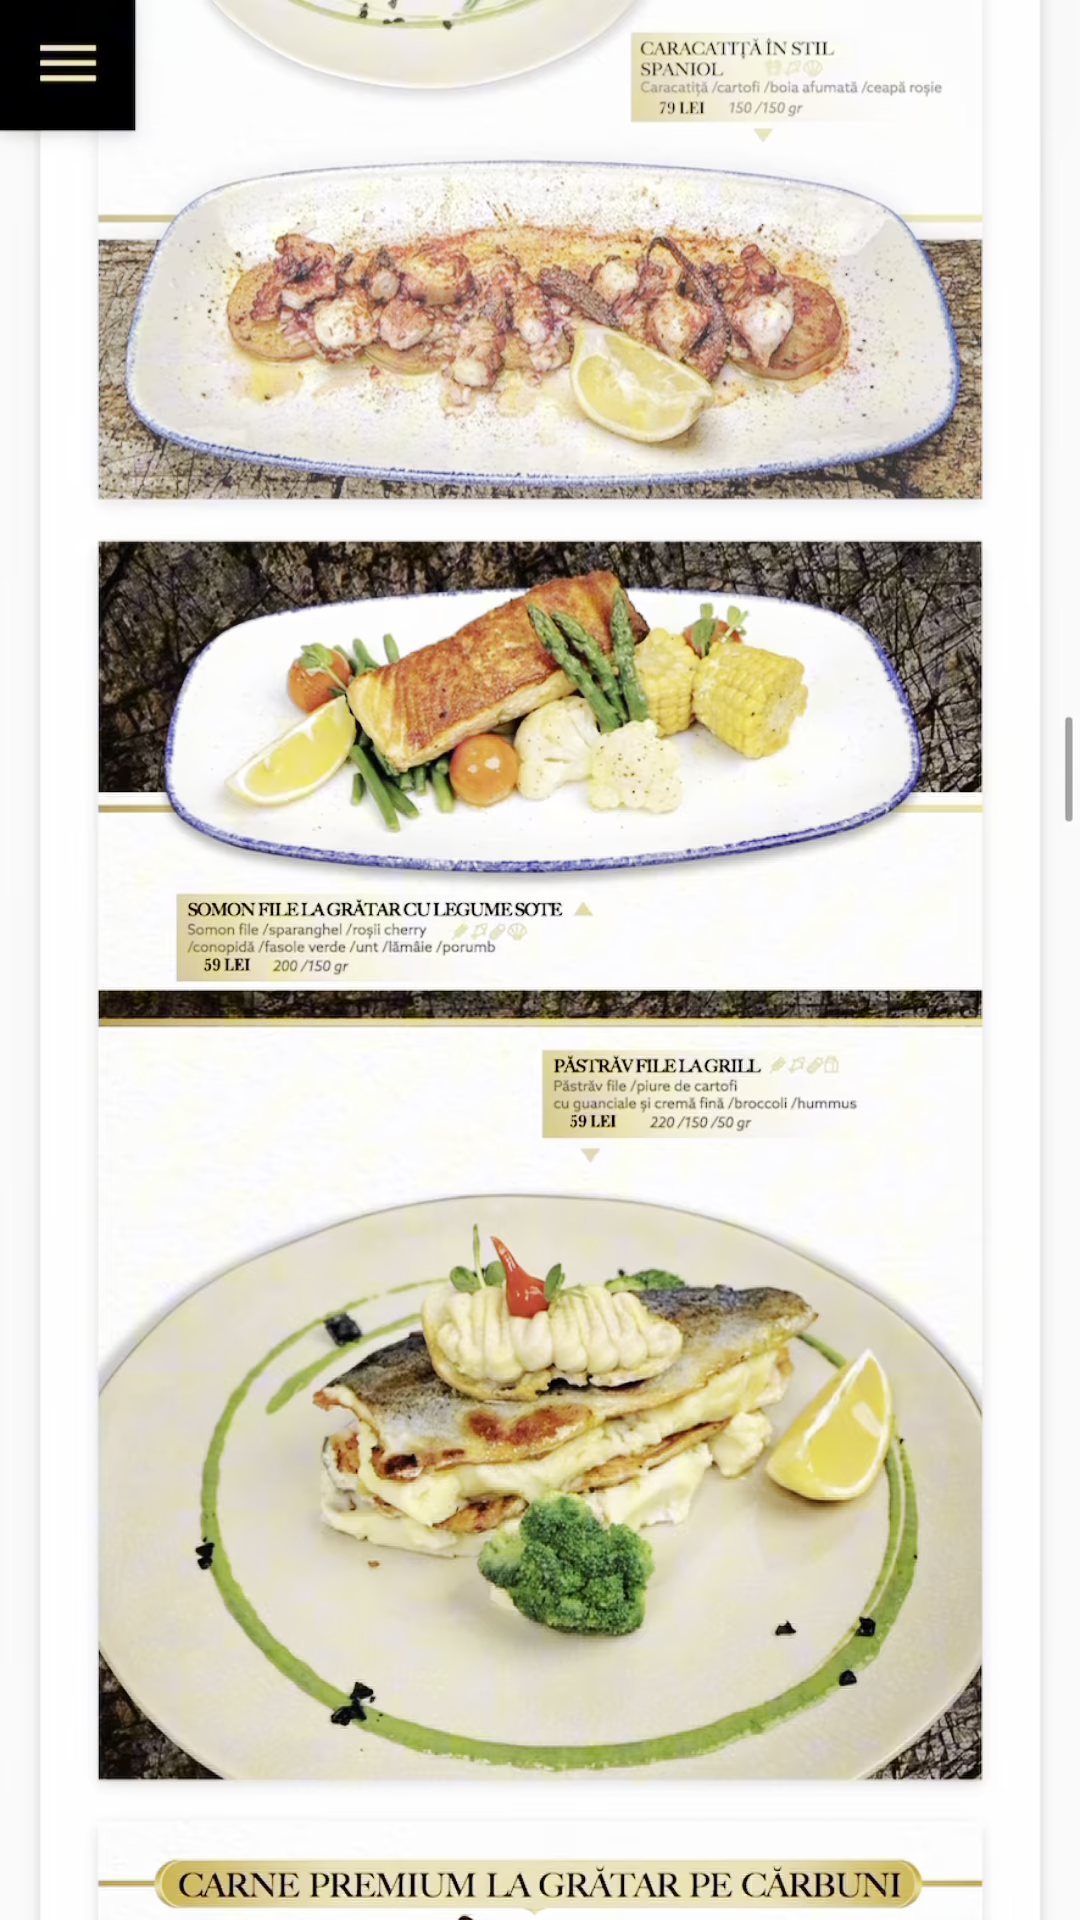 CARACATIȚĂ ÎN STIL
SPANIOL
Caracatiță /cartofi /boia afumată /ceapă roșie
79 LEI 150 /150 gr
SOMON FILE LA GRĂTAR CU LEGUME SOTE
Somon file /sparanghel /roșii cherry
/conopidă /fasole verde /unt /lămâie /porumb
59 LEI 200 /150 gr
PĂSTRĂV FILE LA GRILL
Păstrăv file /piure de cartofi
cu guanciale și cremă fină /broccoli /hummus
59 LEI 220 /150 /50 gr
CARNE PREMIUM LA GRĂTAR PE CĂRBUNI